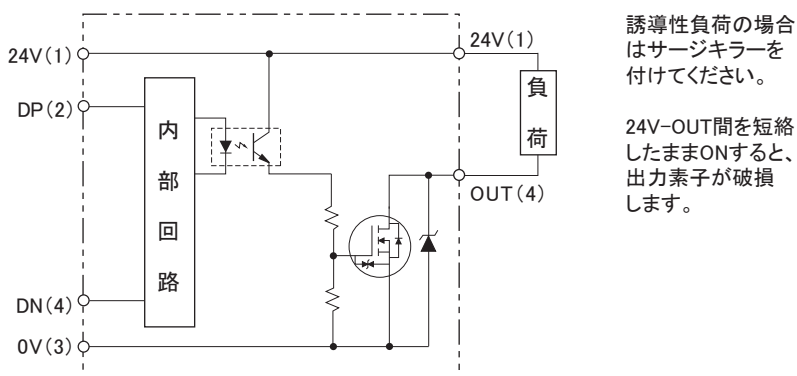 24V(1)
DP(2)
DN(4)
0V(3)
内部回路
24V(1)
OUT(4)
負荷
誘導性負荷の場合
はサージキラーを
付けてください。
24V-OUT間を短絡
したままONすると、
出力素子が破損
します。